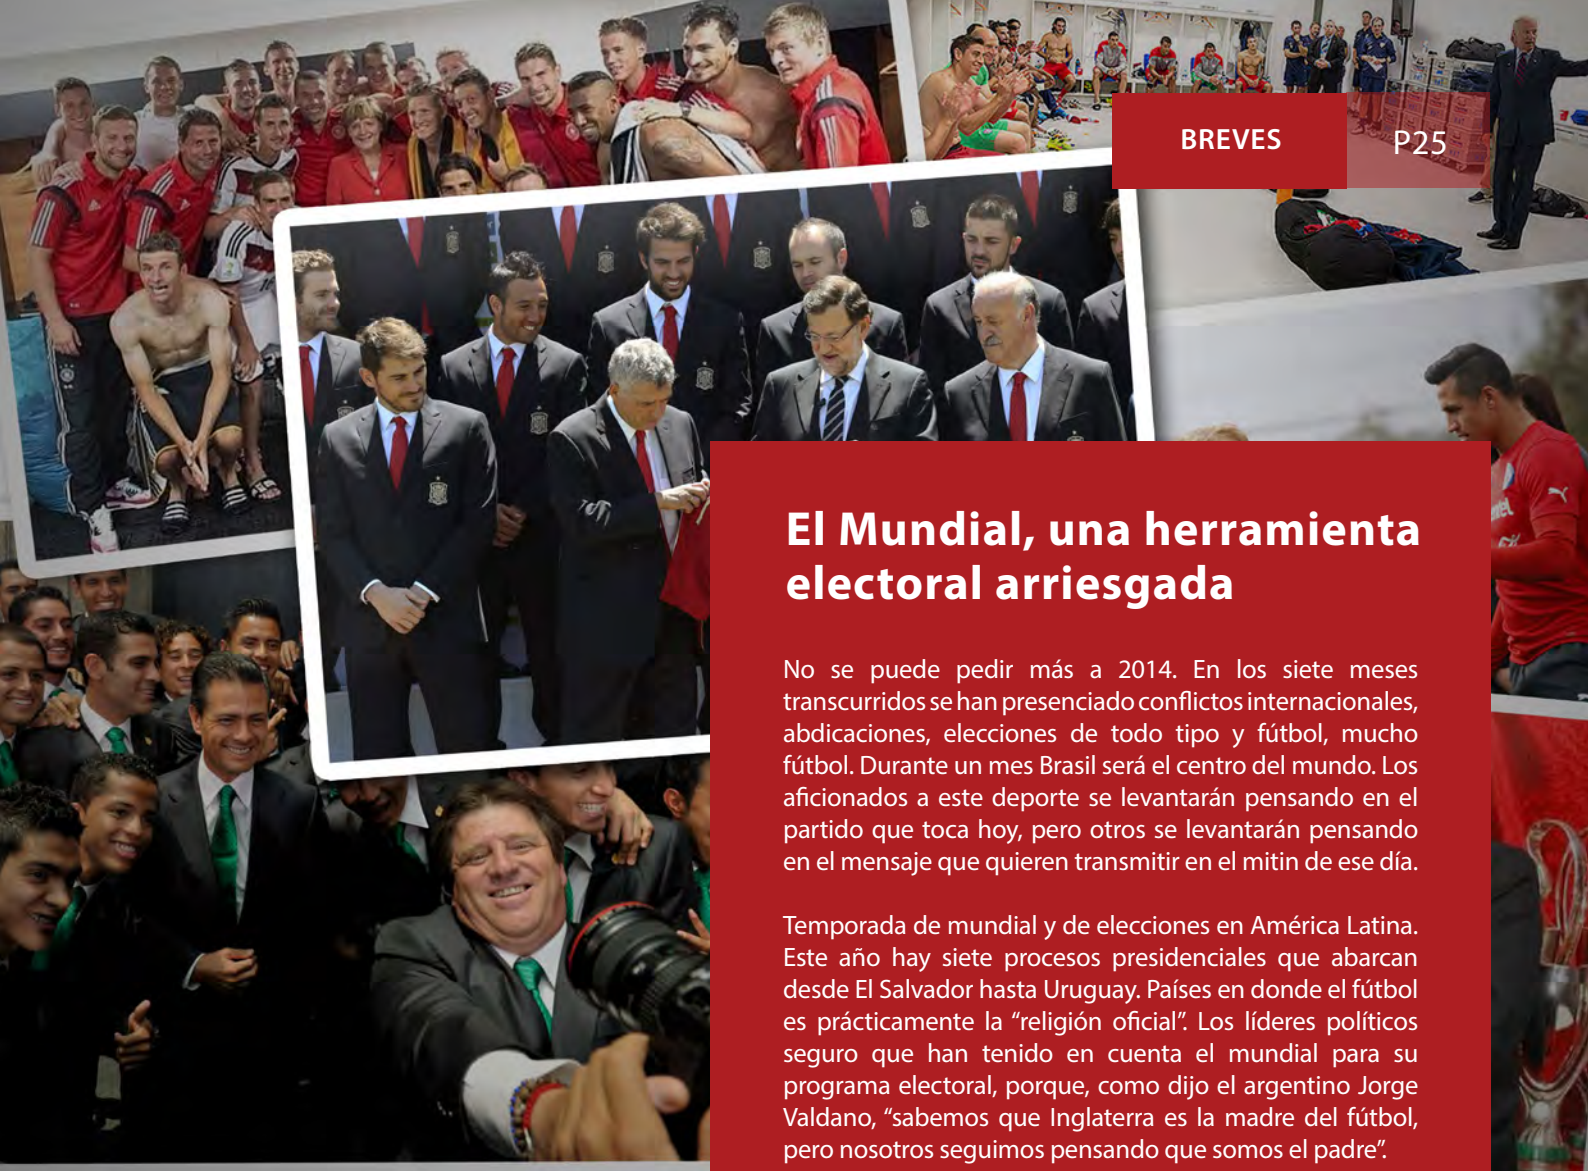 BREVES
P25
El Mundial, una herramienta
electoral arriesgada
No se puede pedir más a 2014. En los siete meses
transcurridos se han presenciado conflictos internacionales,
abdicaciones, elecciones de todo tipo y fútbol, mucho
fútbol. Durante un mes Brasil será el centro del mundo. Los
aficionados a este deporte se levantarán pensando en el
partido que toca hoy, pero otros se levantarán pensando
en el mensaje que quieren transmitir en el mitin de ese día.
Temporada de mundial y de elecciones en América Latina.
Este año hay siete procesos presidenciales que abarcan
desde El Salvador hasta Uruguay. Países en donde el fútbol
es prácticamente la “religión oficial”. Los líderes políticos
seguro que han tenido en cuenta el mundial para su
programa electoral, porque, como dijo el argentino Jorge
Valdano, “sabemos que Inglaterra es la madre del fútbol,
pero nosotros seguimos pensando que somos el padre”.